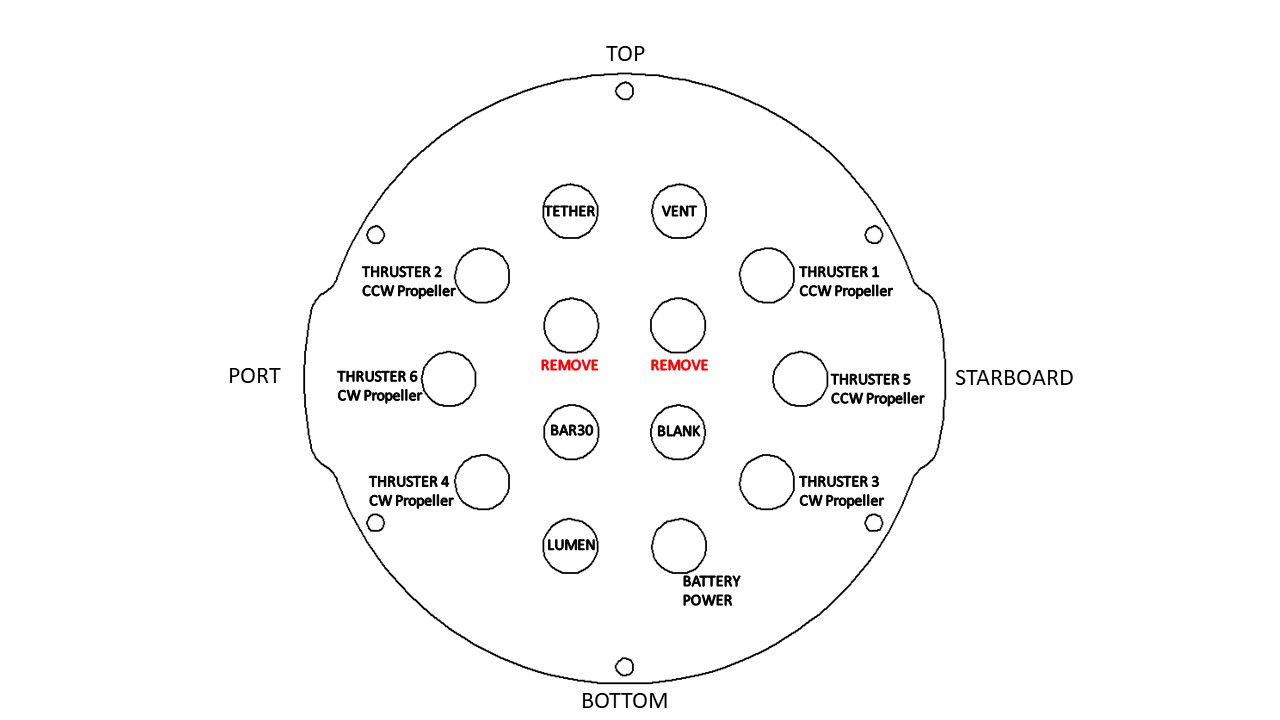 TOP
TETHER
VENT
THRUSTER 2
CCW Propeller
THRUSTER 1
CCW Propeller
REMOVE
REMOVE
PORT
THRUSTER 6
CW Propeller
THRUSTER 5
CCW Propeller
STARBOARD
BAR30
BLANK
THRUSTER 4
CW Propeller
THRUSTER 3
CW Propeller
LUMEN
BATTERY
POWER
BOTTOM